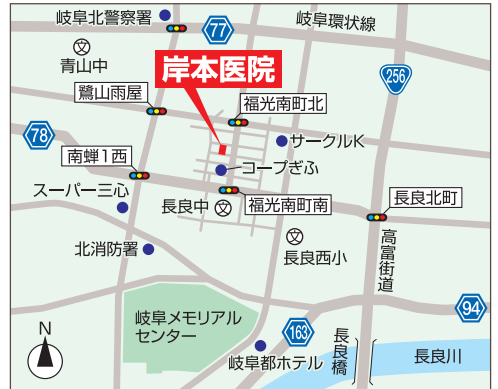 岐阜北警察署
77
岐阜環状線
青山中
岸本医院
256
鷺山雨屋
福光南町北
78
サークルK
南蝉1西
コープぎふ
スーパー三心
長良中
福光南町南
長良北町
北消防署
長良西小
高富街道
岐阜メモリアル
センター
94
163
N
岐阜都ホテル
長良橋
長良川
文
文
文